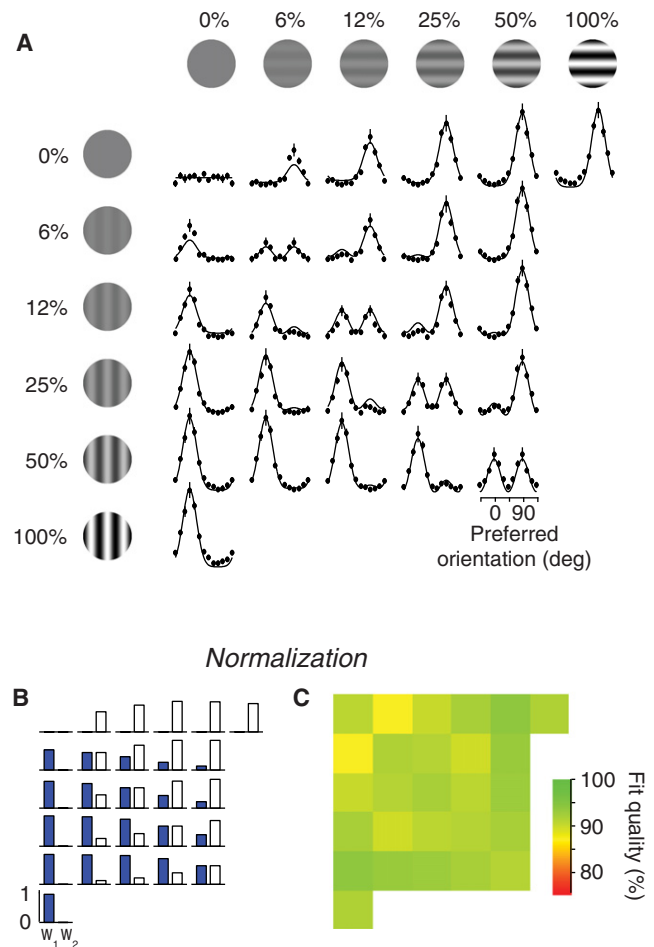 0% 6% 12% 25% 50% 100%
A
0%
6%
12%
25%
50%
0 90
100%
Preferred
orientation (deg)
Normalization
B
C
100
90
80
Fit quality (%)
1
0
W1 W2